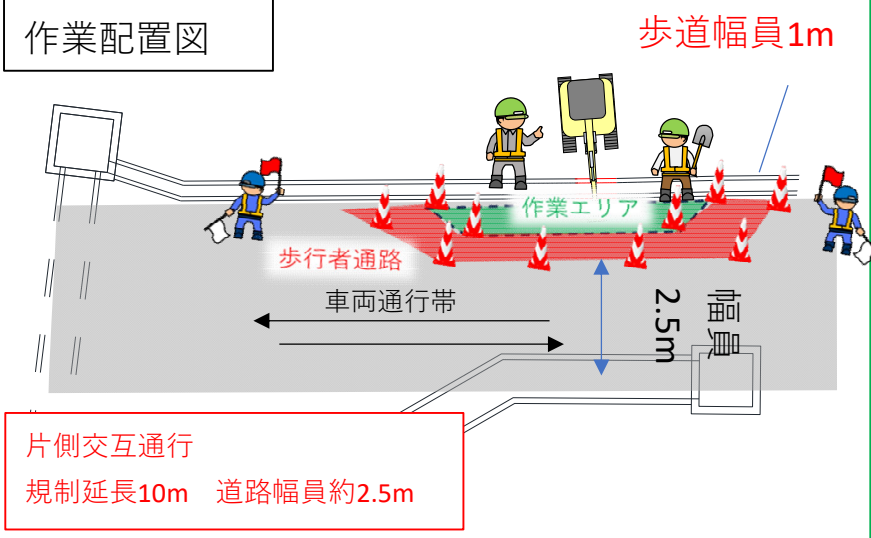 作業配置図
歩道幅員1m
作業エリア
歩行者通路
車両通行帯
幅員
2.5m
片側交互通行
規制延長10m　道路幅員約2.5m